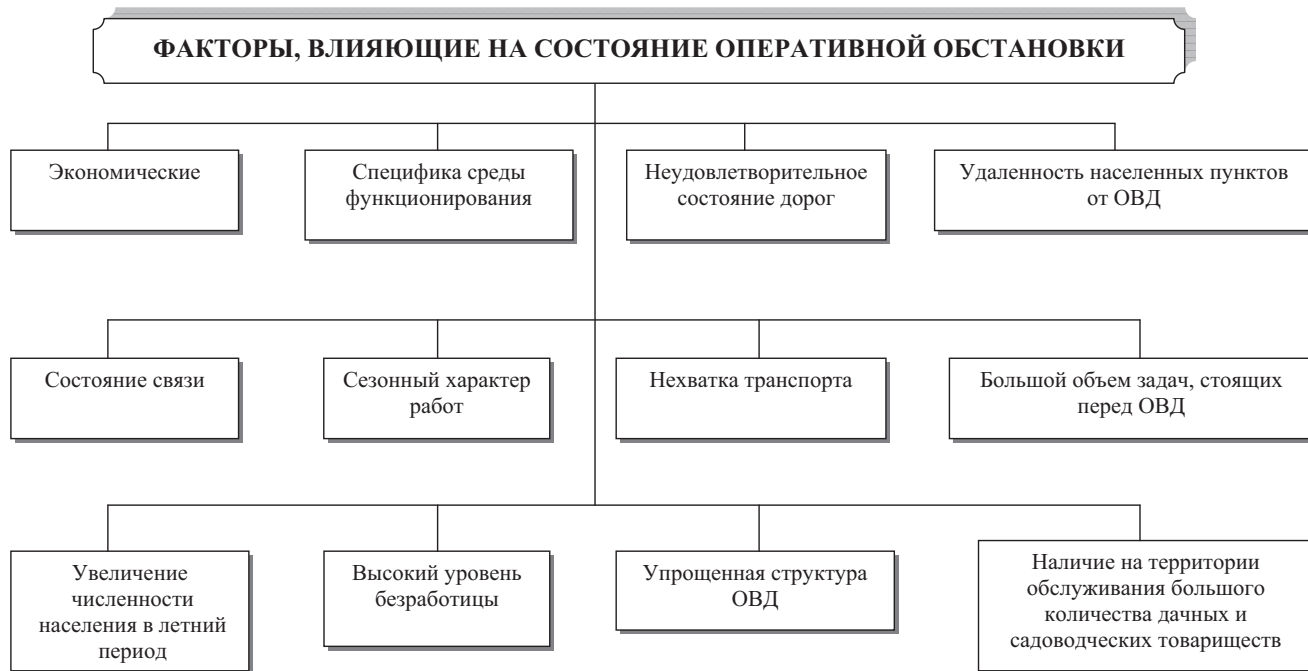 ФАКТОРЫ, ВЛИЯЮЩИЕ НА СОСТОЯНИЕ ОПЕРАТИВНОЙ ОБСТАНОВКИ
Экономические
Специфика среды
функционирования
Неудовлетворительное
состояние дорог
Удаленность населенных пунктов
от ОВД
Состояние связи
Сезонный характер
работ
Нехватка транспорта
Большой объем задач, стоящих
перед ОВД
Увеличение
численности
населения в летний
период
Высокий уровень
безработицы
Упрощенная структура
ОВД
Наличие на территории
обслуживания большого
количества дачных и
садоводческих товариществ